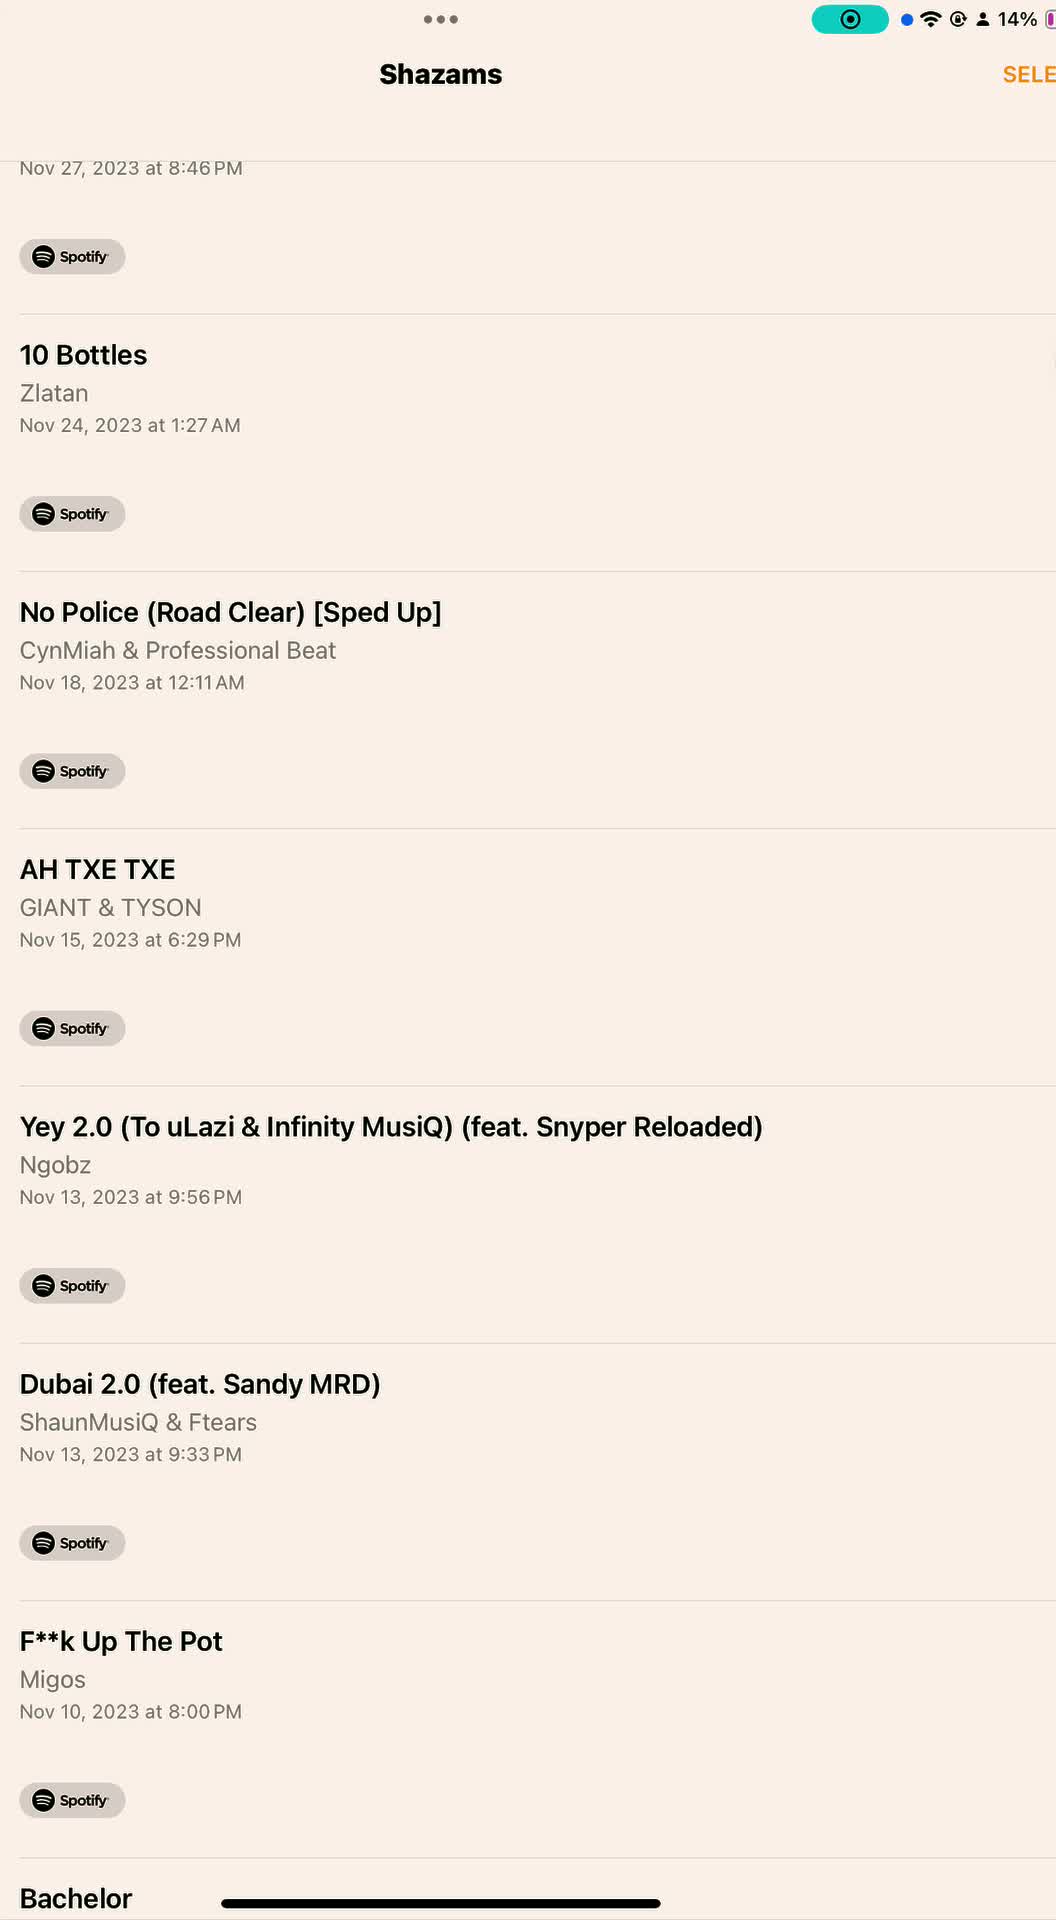 14%
Shazams
SELE
Nov 27, 2023 at 8:46 PM
Spotify
10 Bottles
Zlatan
Nov 24, 2023 at 1:27 AM
Spotify
No Police (Road Clear) [Sped Up]
CynMiah & Professional Beat
Nov 18, 2023 at 12:11 AM
Spotify
AH TXE TXE
GIANT & TYSON
Nov 15, 2023 at 6:29 PM
Spotify
Yey 2.0 (To uLazi & Infinity MusiQ) (feat. Snyper Reloaded)
Ngobz
Nov 13, 2023 at 9:56 PM
Spotify
Dubai 2.0 (feat. Sandy MRD)
ShaunMusiQ & Ftears
Nov 13, 2023 at 9:33 PM
Spotify
F**k Up The Pot
Migos
Nov 10, 2023 at 8:00 PM
Spotify
Bachelor